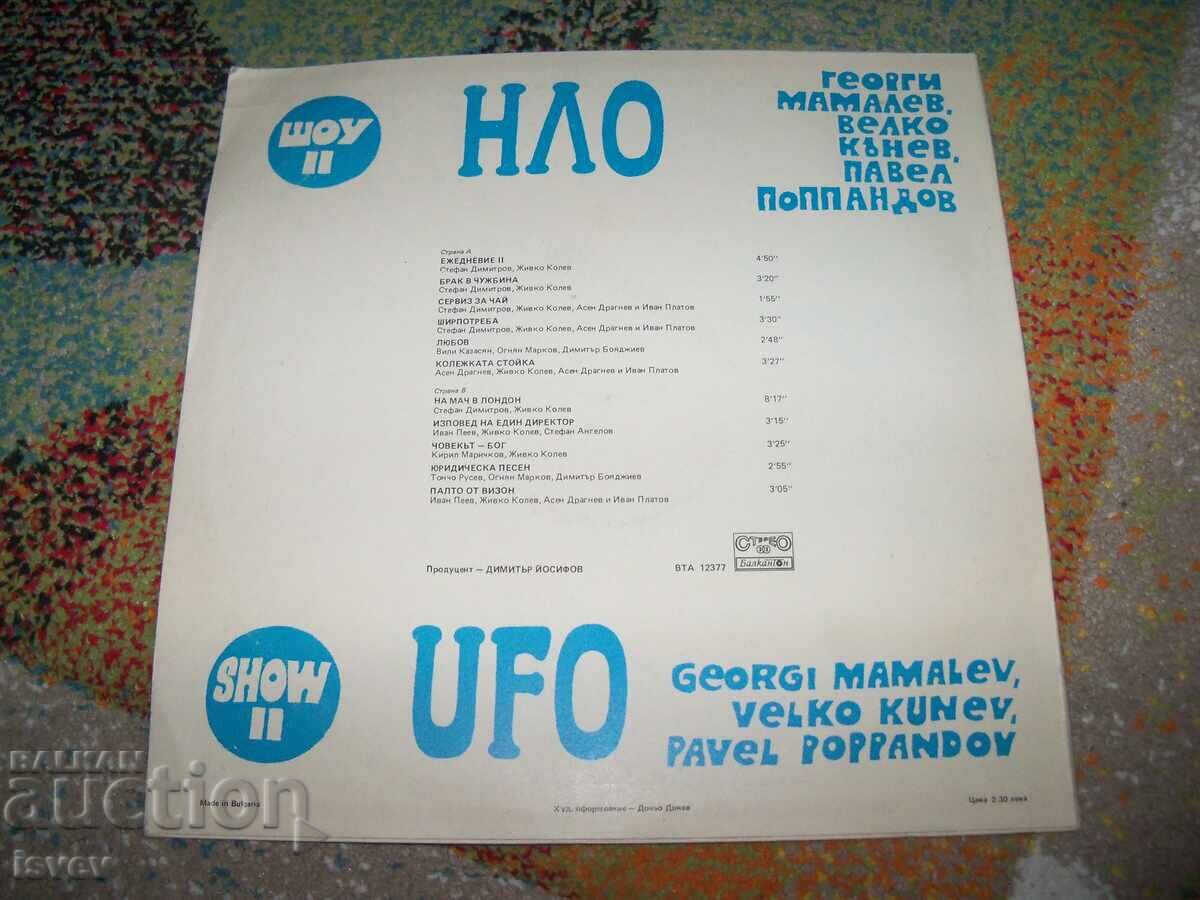 ШОУ
II
НЛО
ГЕОРГИ
МАМАЛЕВ,
ВЕЛКО
КЪНЕВ,
ПАВЕЛ
ПОППАНДОВ
Страна А
ЕЖЕДНЕВИЕ II 4'50"
Стефан Димитров, Живко Колев
БРАК В ЧУЖБИНА 3'20"
Стефан Димитров, Живко Колев
СЕРВИЗ ЗА ЧАЙ 1'55"
Стефан Димитров, Живко Колев, Асен Драгнев и Иван Платов
ШИРПОТРЕБА 3'30"
Стефан Димитров, Живко Колев, Асен Драгнев и Иван Платов
ЛЮБОВ 2'48"
Вили Казасян, Огнян Марков, Димитър Бояджиев
КОЛЕЖКАТА СТОЙКА 3'27"
Асен Драгнев, Живко Колев, Асен Драгнев и Иван Платов
Страна В
НА МАЧ В ЛОНДОН 8'17"
Стефан Димитров, Живко Колев
ИЗПОВЕД НА ЕДИН ДИРЕКТОР 3'15"
Иван Пеев, Живко Колев, Стефан Ангелов
ЧОВЕКЪТ — БОГ 3'25"
Кирил Маричков, Живко Колев
ЮРИДИЧЕСКА ПЕСЕН 2'55"
Тончо Русев, Огнян Марков, Димитър Бояджиев
ПАЛТО ОТ ВИЗОН 3'05"
Иван Пеев, Живко Колев, Асен Драгнев и Иван Платов
Продуцент — ДИМИТЪР ЙОСИФОВ
ВТА 12377
СТЕРЕО
Балкантон
SHOW
II
UFO
GEORGI MAMALEV,
VELKO KUNEV,
PAVEL POPPANDOV
Made in Bulgaria
Худ. оформление — Доньо Донев
Цена 2.30 лева
BALKAN
auction
isvev